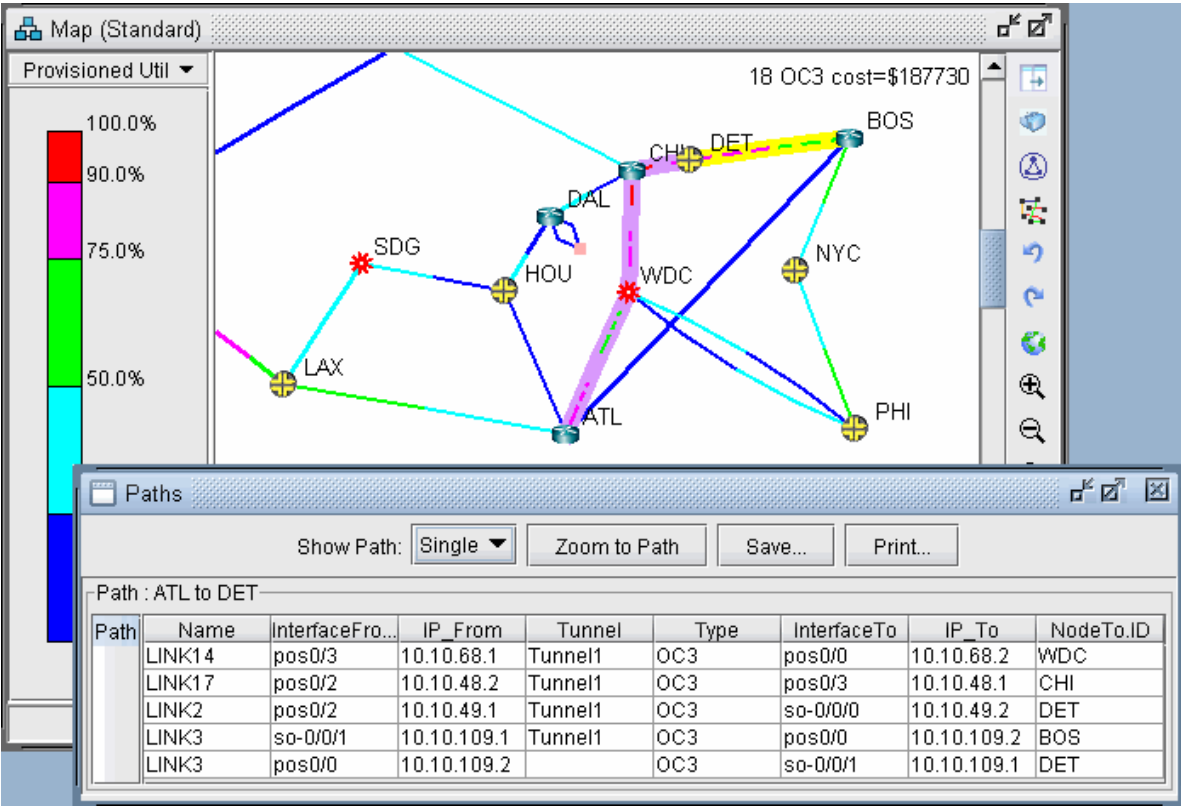 Map (Standard)
Provisioned Util
100.0%
90.0%
75.0%
50.0%
18 OC3 cost=$187730
BOS
CHI
DET
DAL
SDG
HOU
WDC
NYC
LAX
ATL
PHI
Paths
Show Path: Single Zoom to Path Save... Print...
Path : ATL to DET
Path Name InterfaceFro... IP_From Tunnel Type InterfaceTo IP_To NodeTo.ID
LINK14 pos0/3 10.10.68.1 Tunnel1 OC3 pos0/0 10.10.68.2 WDC
LINK17 pos0/2 10.10.48.2 Tunnel1 OC3 pos0/3 10.10.48.1 CHI
LINK2 pos0/2 10.10.49.1 Tunnel1 OC3 so-0/0/0 10.10.49.2 DET
LINK3 so-0/0/1 10.10.109.1 Tunnel1 OC3 pos0/0 10.10.109.2 BOS
LINK3 pos0/0 10.10.109.2 OC3 so-0/0/1 10.10.109.1 DET